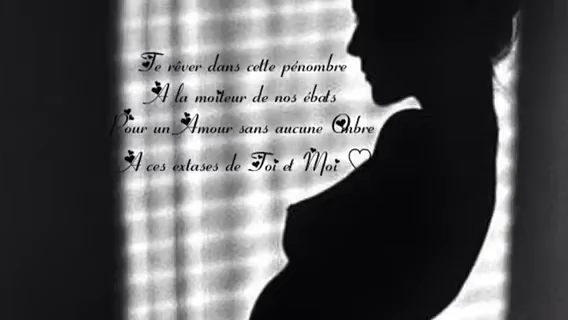 Te rêver dans cette pénombre
A la moiteur de nos ébats
Pour un Amour sans aucune Ombre
A ces extases de Toi et Moi ♡